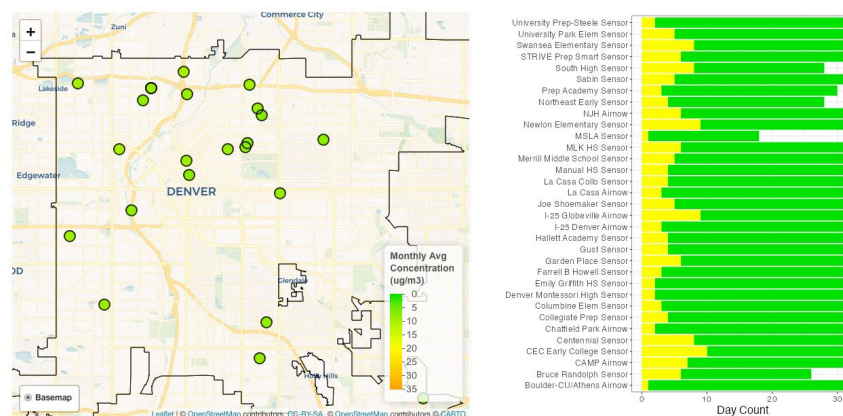 Commerce City
Zuni
+
−
Lakeside
Ridge
Edgewater
DENVER
OD
Glendale
Holly Hills
Monthly Avg
Concentration
(ug/m3)
0
5
10
15
20
25
30
35
Basemap
Leaflet | © OpenStreetMap contributors, CC-BY-SA, © OpenStreetMap contributors © CARTO
University Prep-Steele Sensor
University Park Elem Sensor
Swansea Elementary Sensor
STRIVE Prep Smart Sensor
South High Sensor
Sabin Sensor
Prep Academy Sensor
Northeast Early Sensor
NJH Airnow
Newlon Elementary Sensor
MSLA Sensor
MLK HS Sensor
Merrill Middle School Sensor
Manual HS Sensor
La Casa Collo Sensor
La Casa Airnow
Joe Shoemaker Sensor
I-25 Globeville Airnow
I-25 Denver Airnow
Hallett Academy Sensor
Gust Sensor
Garden Place Sensor
Farrell B Howell Sensor
Emily Griffith HS Sensor
Denver Montessori High Sensor
Columbine Elem Sensor
Collegiate Prep Sensor
Chatfield Park Airnow
Centennial Sensor
CEC Early College Sensor
CAMP Airnow
Bruce Randolph Sensor
Boulder-CU/Athens Airnow
0
10
20
30
Day Count